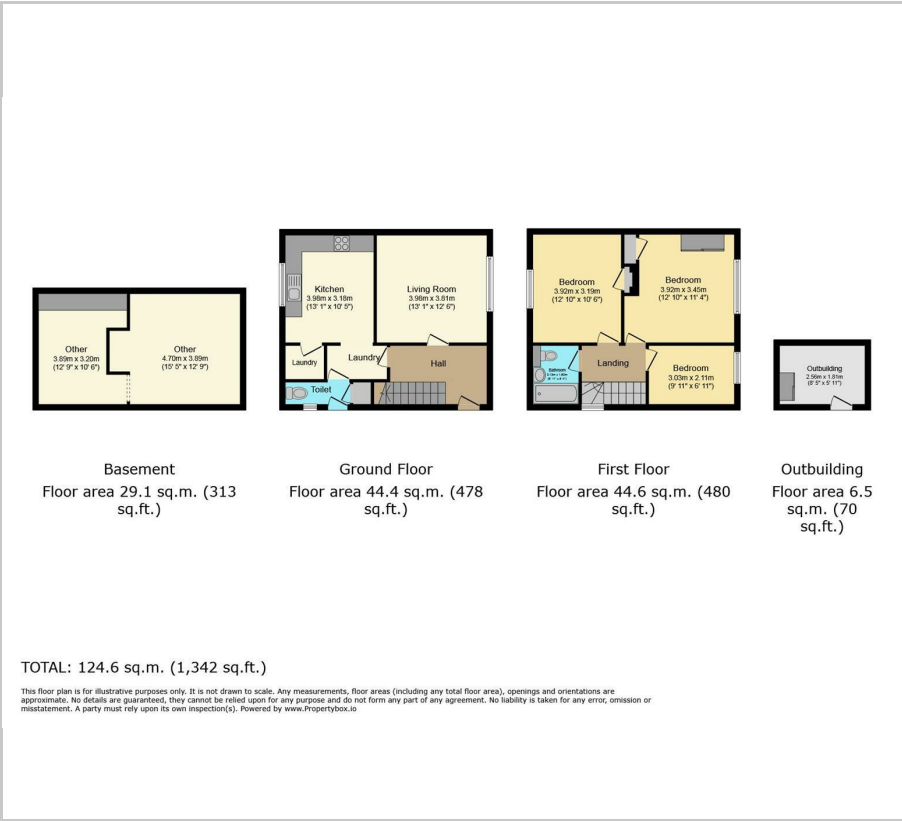 Other
3.89m x 3.20m
(12' 9" x 10' 6")
Other
4.70m x 3.89m
(15' 5" x 12' 9")
Basement
Floor area 29.1 sq.m. (313
sq.ft.)
Kitchen
3.98m x 3.18m
(13' 1" x 10' 5")
Living Room
3.98m x 3.81m
(13' 1" x 12' 6")
Laundry
Laundry
Hall
Toilet
Ground Floor
Floor area 44.4 sq.m. (478
sq.ft.)
Bedroom
3.92m x 3.19m
(12' 10" x 10' 6")
Bedroom
3.92m x 3.45m
(12' 10" x 11' 4")
Bathroom
Landing
Bedroom
3.03m x 2.11m
(9' 11" x 6' 11")
First Floor
Floor area 44.6 sq.m. (480
sq.ft.)
Outbuilding
2.56m x 1.81m
(8' 5" x 5' 11")
Outbuilding
Floor area 6.5
sq.m. (70
sq.ft.)
TOTAL: 124.6 sq.m. (1,342 sq.ft.)
This floor plan is for illustrative purposes only. It is not drawn to scale. Any measurements, floor areas (including any total floor area), openings and orientations are
approximate. No details are guaranteed, they cannot be relied upon for any purpose and do not form any part of any agreement. No liability is taken for any error, omission or
misstatement. A party must rely upon its own inspection(s). Powered by www.Propertybox.io